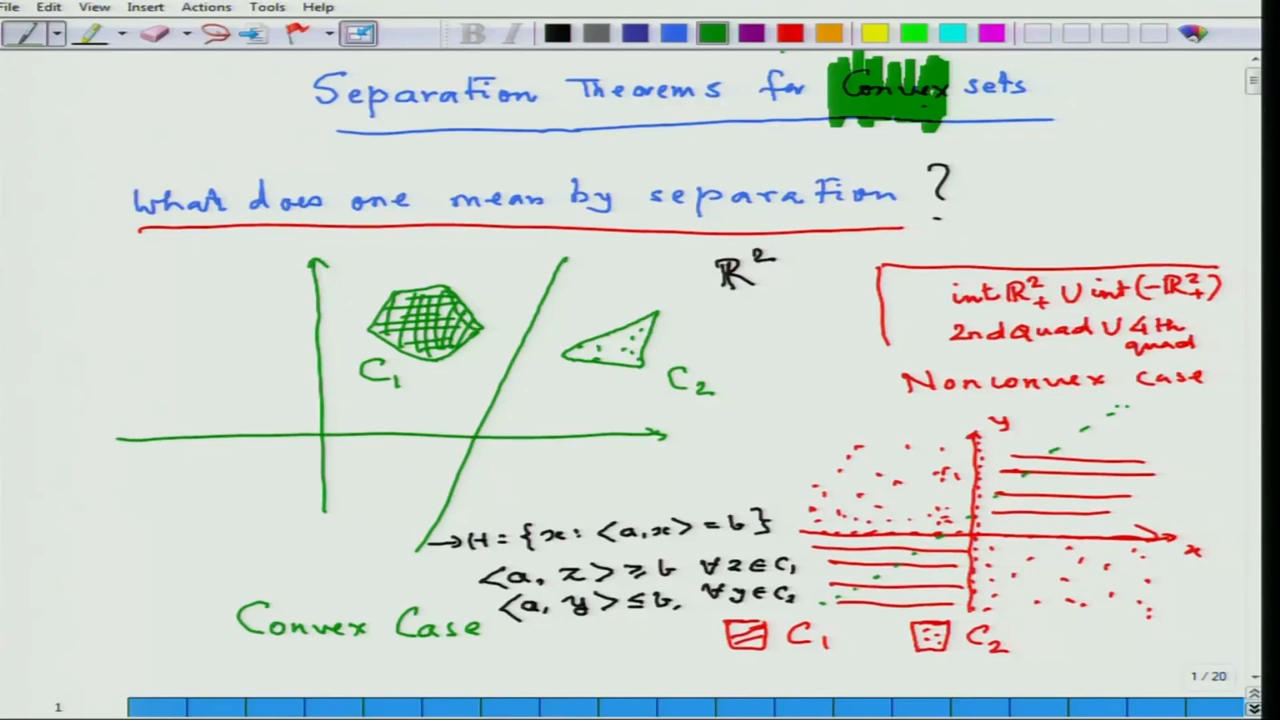 File Edit View Insert Actions Tools Help
B I
Separation Theorems for Convex sets
What does one mean by separation ?
ℝ²
C₁
C₂
→H = {x: <a,x> = b}
<a, z> ≥ b ∀z∈C₁
<a, y> ≤ b, ∀y∈C₂
Convex Case
intℝ²₊ ∪ int(-ℝ²₊)
2nd Quad ∪ 4th
quad
Nonconvex case
y
x
C₁ C₂
1 / 20
1